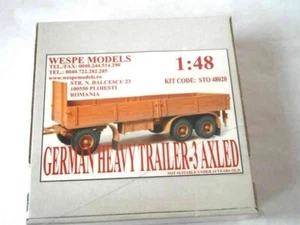 WESPE MODELS
TEL/FAX: 0040.244.514.290
TEL.: 0040.722.282.205
www.wespemodels.ro
STR. N. BALCESCU 23
100550 PLOIESTI
ROMANIA
1:48
KIT CODE: STO 48020
GERMAN HEAVY TRAILER-3 AXLED
NOT SUITABLE UNDER 14 YEARS OLD